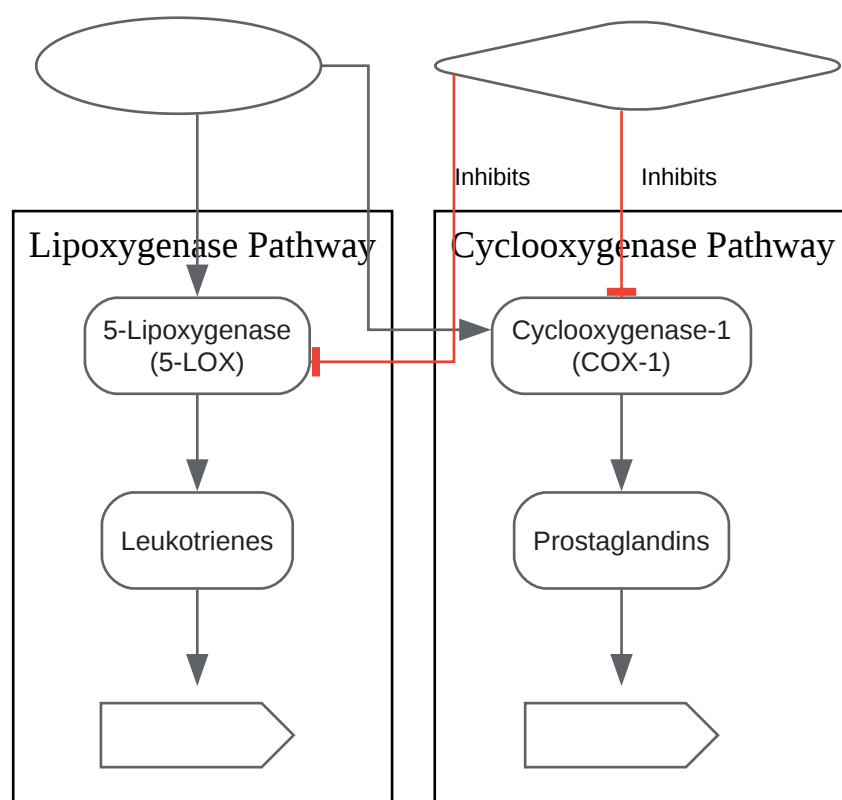 Inhibits
Inhibits
Lipoxygenase Pathway
Cyclooxygenase Pathway
5-Lipoxygenase
(5-LOX)
Cyclooxygenase-1
(COX-1)
Leukotrienes
Prostaglandins